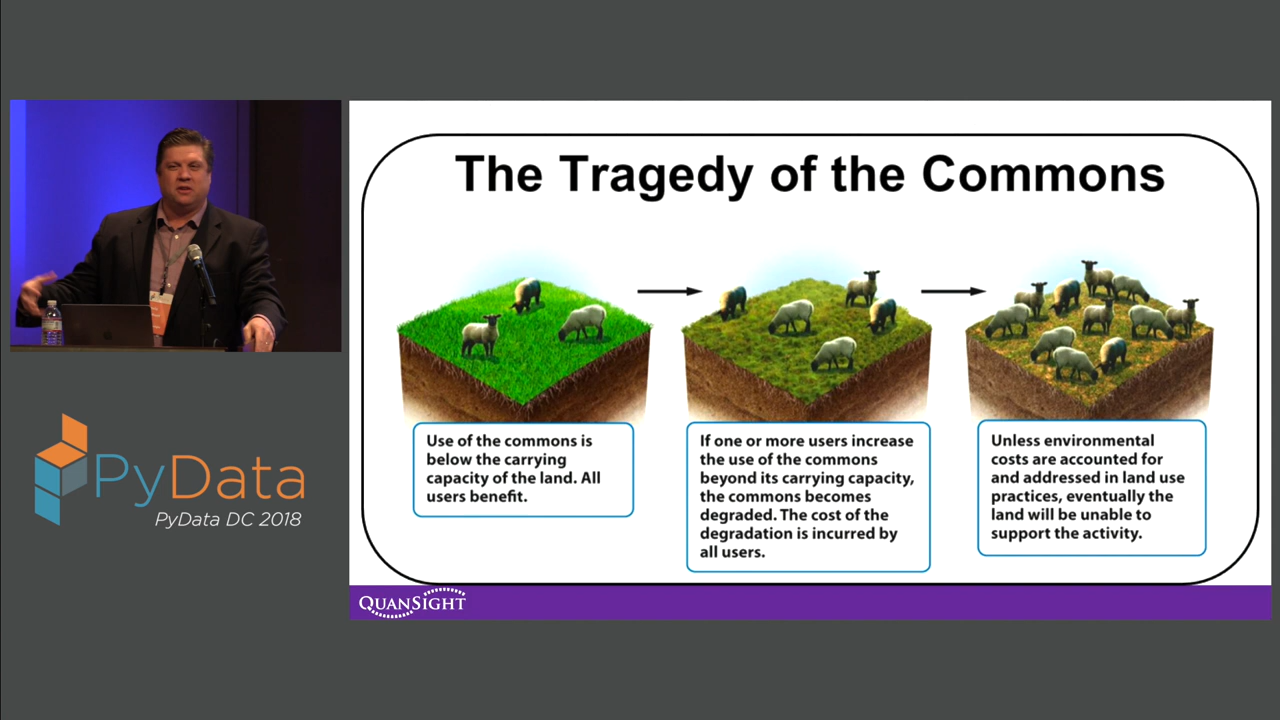 The Tragedy of the Commons
Use of the commons is
below the carrying
capacity of the land. All
users benefit.
If one or more users increase
the use of the commons
beyond its carrying capacity,
the commons becomes
degraded. The cost of the
degradation is incurred by
all users.
Unless environmental
costs are accounted for
and addressed in land use
practices, eventually the
land will be unable to
support the activity.
PyData
PyData DC 2018
QUANSIGHT